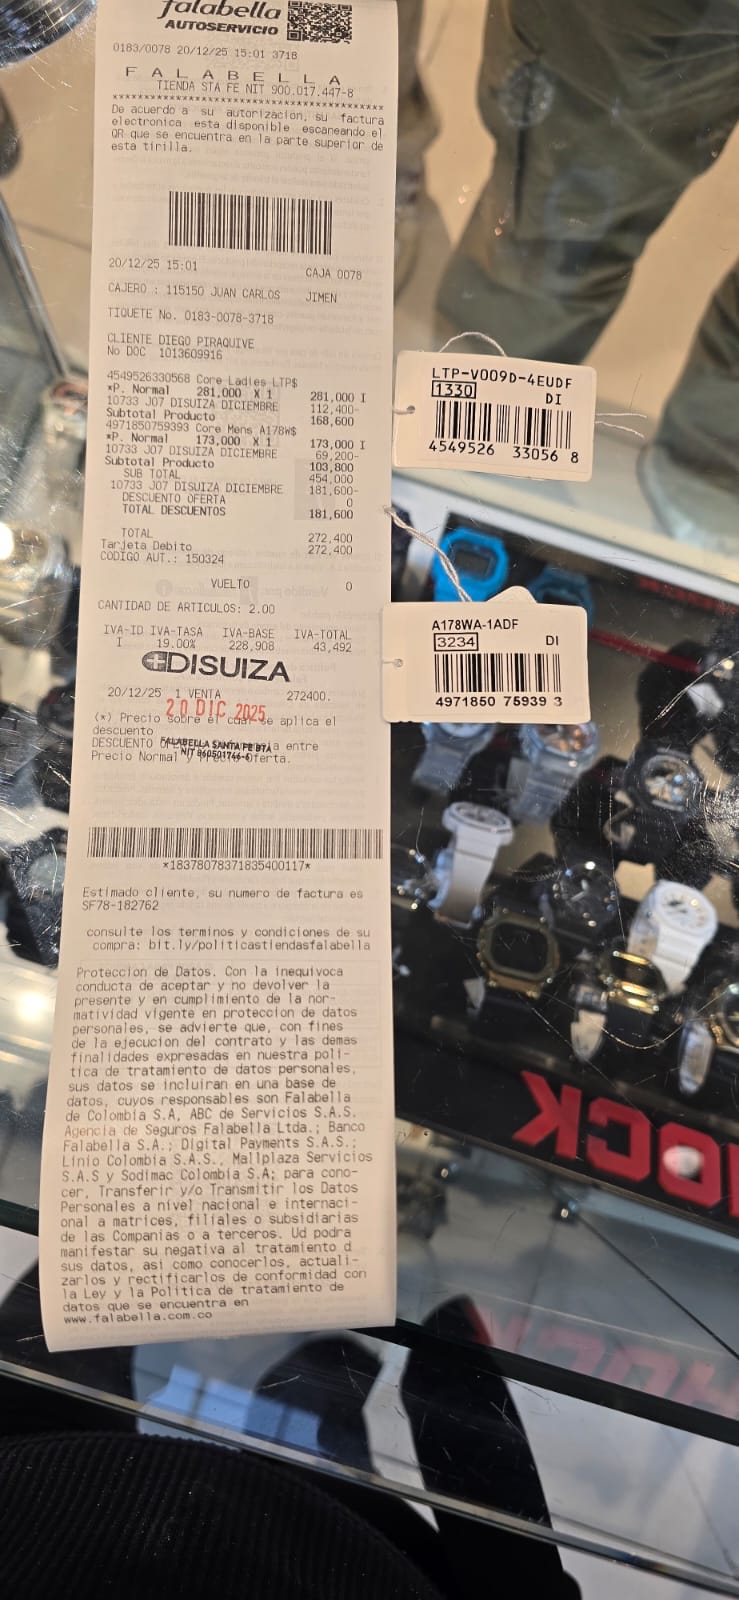 falabella
AUTOSERVICIO
0183/0078 20/12/25 15:01 3718
F A L A B E L L A
TIENDA STA FE NIT 900.017.447-8
De acuerdo a su autorizacion, su factura
electronica esta disponible escaneando el
QR que se encuentra en la parte superior de
esta tirilla.
20/12/25 15:01 CAJA 0078
CAJERO : 115150 JUAN CARLOS JIMEN
TIQUETE No. 0183-0078-3718
CLIENTE DIEGO PIRAQUIVE
No DOC 1013609916
4549526330568 Core Ladies LTP$
*P. Normal 281,000 X 1 281,000 I
10733 J07 DISUIZA DICIEMBRE 112,400-
Subtotal Producto 168,600
4971850759393 Core Mens A178W$
*P. Normal 173,000 X 1 173,000 I
10733 J07 DISUIZA DICIEMBRE 69,200-
Subtotal Producto 103,800
SUB TOTAL 454,000
10733 J07 DISUIZA DICIEMBRE 181,600-
DESCUENTO OFERTA 0
TOTAL DESCUENTOS 181,600
TOTAL 272,400
Tarjeta Debito 272,400
CODIGO AUT.: 150324
VUELTO 0
CANTIDAD DE ARTICULOS: 2.00
IVA-ID IVA-TASA IVA-BASE IVA-TOTAL
I 19.00% 228,908 43,492
DISUIZA
20/12/25 1 VENTA 272400.
20 DIC 2025
(*) Precio sobre el cual se aplica el
descuento
FALABELLA SANTA FE BTA
NIT 860501746-6
DESCUENTO entre
Precio Normal y Oferta.
*18378078371835400117*
Estimado cliente, su numero de factura es
SF78-182762
consulte los terminos y condiciones de su
compra: bit.ly/politicastiendasfalabella
Proteccion de Datos. Con la inequivoca
conducta de aceptar y no devolver la
presente y en cumplimiento de la nor-
matividad vigente en proteccion de datos
personales, se advierte que, con fines
de la ejecucion del contrato y las demas
finalidades expresadas en nuestra poli-
tica de tratamiento de datos personales,
sus datos se incluiran en una base de
datos, cuyos responsables son Falabella
de Colombia S.A, ABC de Servicios S.A.S.
Agencia de Seguros Falabella Ltda.; Banco
Falabella S.A.; Digital Payments S.A.S.;
Linio Colombia S.A.S., Mallplaza Servicios
S.A.S y Sodimac Colombia S.A; para cono-
cer, Transferir y/o Transmitir los Datos
Personales a nivel nacional e internaci-
onal a matrices, filiales o subsidiarias
de las Companias o a terceros. Ud podra
manifestar su negativa al tratamiento d
sus datos, asi como conocerlos, actuali-
zarlos y rectificarlos de conformidad con
la Ley y la Politica de tratamiento de
datos que se encuentra en
www.falabella.com.co
LTP-V009D-4EUDF
1330 DI
4549526 33056 8
A178WA-1ADF
3234 DI
4971850 75939 3